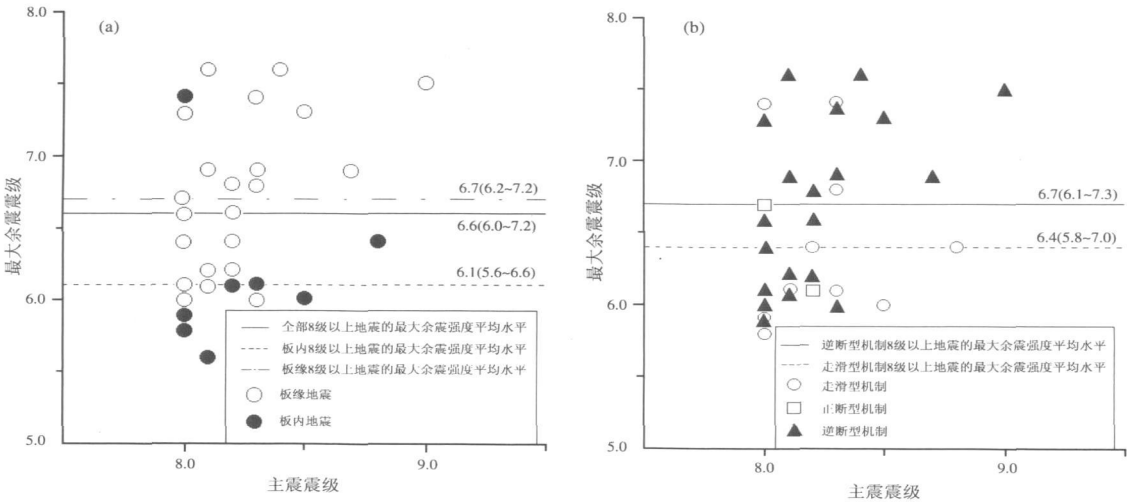 (a)
8.0
7.0
6.0
5.0
最大余震震级
6.7(6.2~7.2)
6.6(6.0~7.2)
6.1(5.6~6.6)
全部8级以上地震的最大余震强度平均水平
板内8级以上地震的最大余震强度平均水平
板缘8级以上地震的最大余震强度平均水平
板缘地震
板内地震
8.0
9.0
主震震级
(b)
8.0
7.0
6.0
5.0
最大余震震级
6.7(6.1~7.3)
6.4(5.8~7.0)
逆断型机制8级以上地震的最大余震强度平均水平
走滑型机制8级以上地震的最大余震强度平均水平
走滑型机制
正断型机制
逆断型机制
8.0
9.0
主震震级